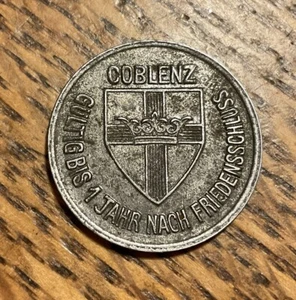 COBLENZ
GÜLTIG BIS 1 JAHR NACH FRIEDENSSCHLUSS